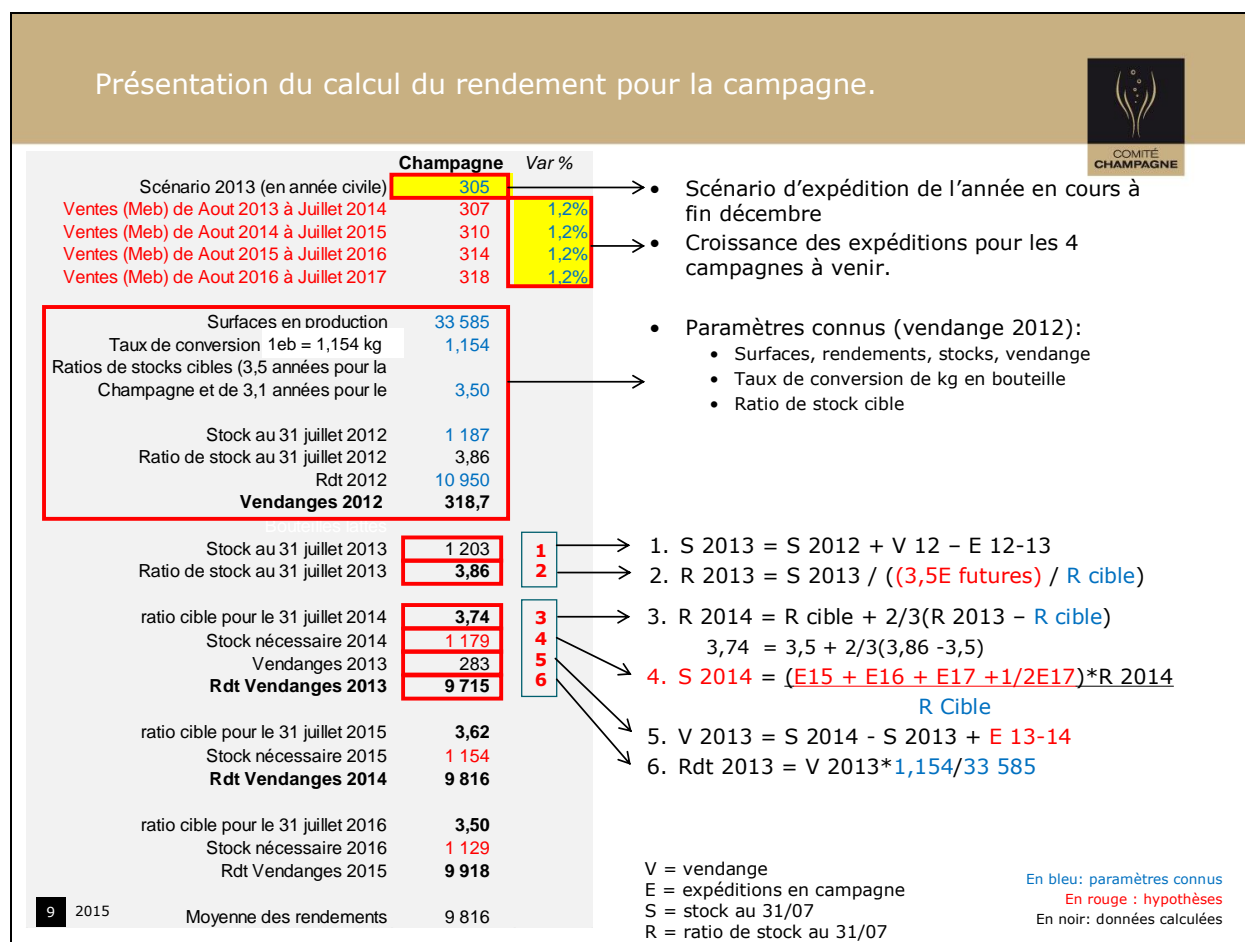 Présentation du calcul du rendement pour la campagne.
COMITÉ
CHAMPAGNE
Champagne Var %
Scénario 2013 (en année civile) 305
Ventes (Meb) de Aout 2013 à Juillet 2014 307 1,2%
Ventes (Meb) de Aout 2014 à Juillet 2015 310 1,2%
Ventes (Meb) de Aout 2015 à Juillet 2016 314 1,2%
Ventes (Meb) de Aout 2016 à Juillet 2017 318 1,2%
Surfaces en production 33 585
Taux de conversion 1eb = 1,154 kg 1,154
Ratios de stocks cibles (3,5 années pour la
Champagne et de 3,1 années pour le 3,50
Stock au 31 juillet 2012 1 187
Ratio de stock au 31 juillet 2012 3,86
Rdt 2012 10 950
Vendanges 2012 318,7
Bouteilles faites
Stock au 31 juillet 2013 1 203
Ratio de stock au 31 juillet 2013 3,86
ratio cible pour le 31 juillet 2014 3,74
Stock nécessaire 2014 1 179
Vendanges 2013 283
Rdt Vendanges 2013 9 715
ratio cible pour le 31 juillet 2015 3,62
Stock nécessaire 2015 1 154
Rdt Vendanges 2014 9 816
ratio cible pour le 31 juillet 2016 3,50
Stock nécessaire 2016 1 129
Rdt Vendanges 2015 9 918
Moyenne des rendements 9 816
1
2
3
4
5
6
• Scénario d'expédition de l'année en cours à
fin décembre
• Croissance des expéditions pour les 4
campagnes à venir.
• Paramètres connus (vendange 2012):
• Surfaces, rendements, stocks, vendange
• Taux de conversion de kg en bouteille
• Ratio de stock cible
1. S 2013 = S 2012 + V 12 – E 12-13
2. R 2013 = S 2013 / ((3,5E futures) / R cible)
3. R 2014 = R cible + 2/3(R 2013 – R cible)
3,74 = 3,5 + 2/3(3,86 -3,5)
4. S 2014 = (E15 + E16 + E17 +1/2E17)*R 2014
R Cible
5. V 2013 = S 2014 - S 2013 + E 13-14
6. Rdt 2013 = V 2013*1,154/33 585
V = vendange
E = expéditions en campagne
S = stock au 31/07
R = ratio de stock au 31/07
En bleu: paramètres connus
En rouge : hypothèses
En noir: données calculées
9 2015